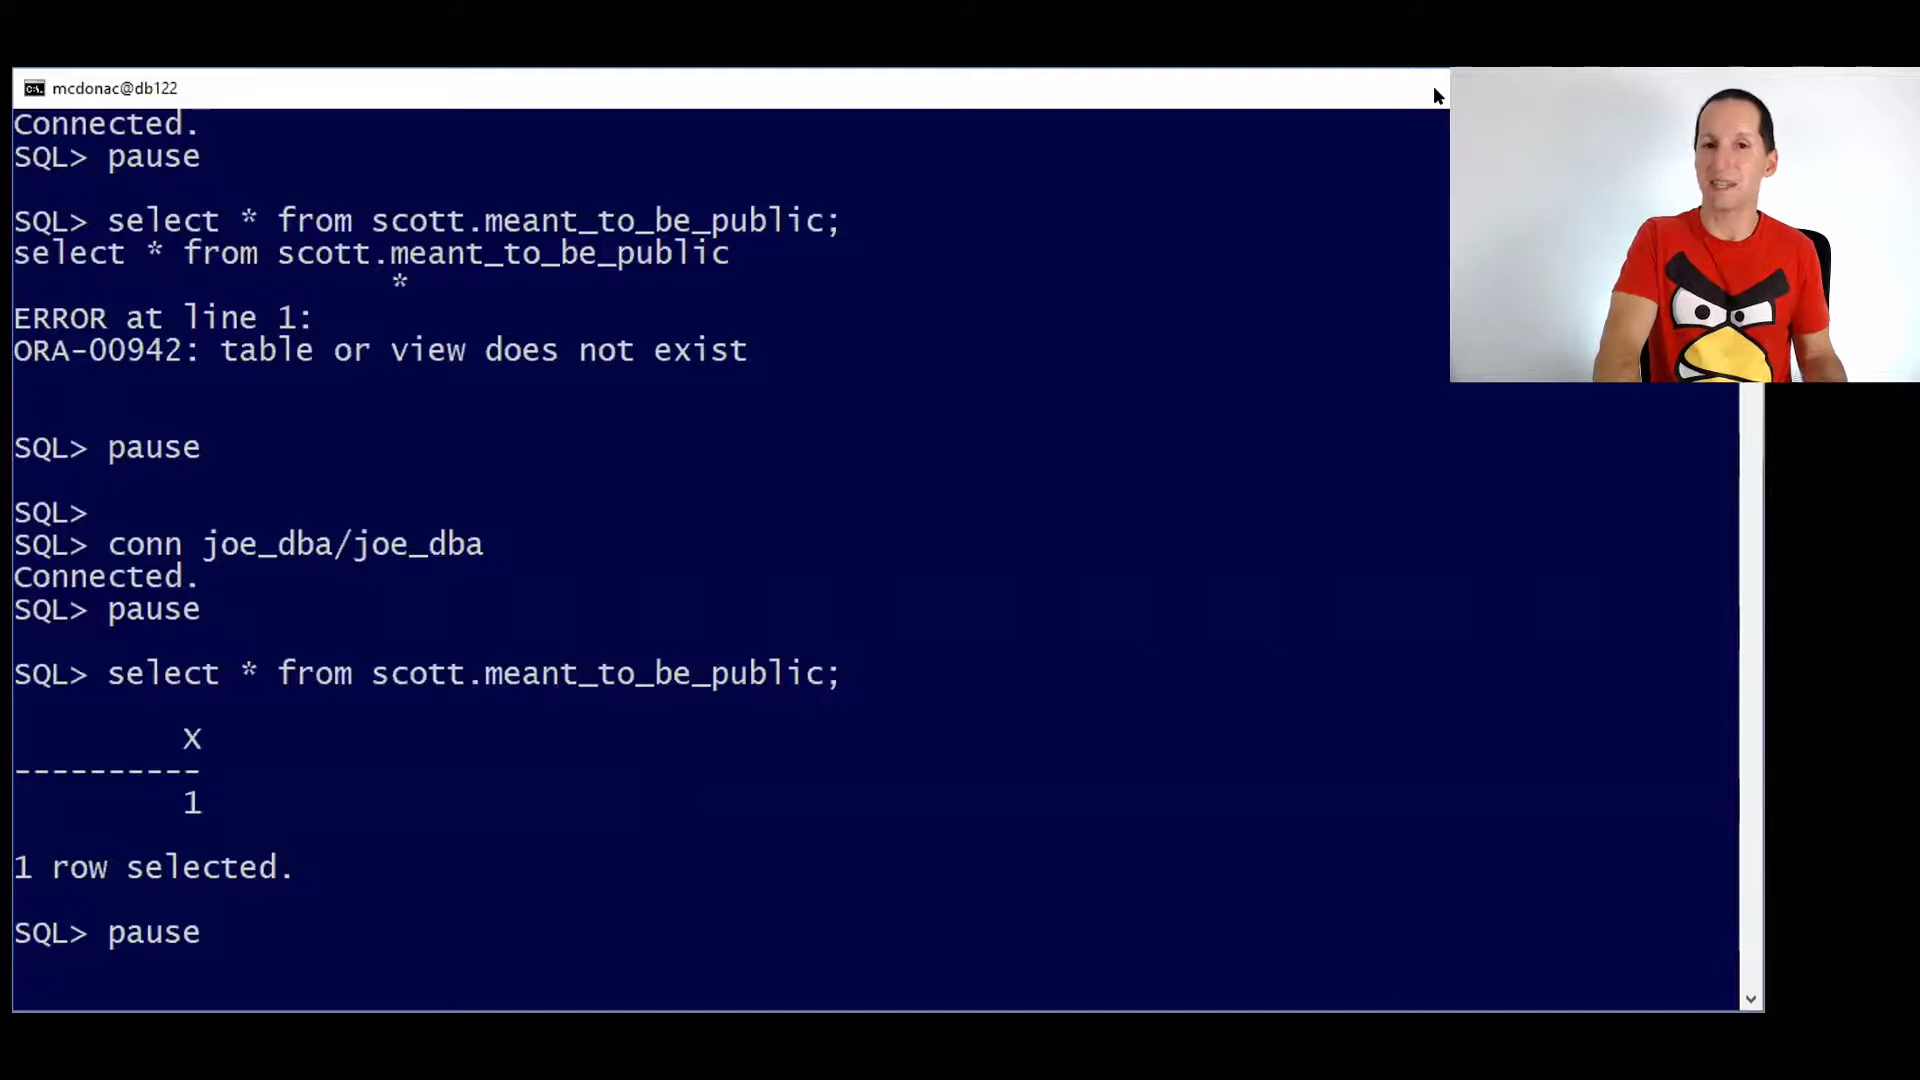 mcdonac@db122
Connected.
SQL> pause
SQL> select * from scott.meant_to_be_public;
select * from scott.meant_to_be_public
*
ERROR at line 1:
ORA-00942: table or view does not exist
SQL> pause
SQL>
SQL> conn joe_dba/joe_dba
Connected.
SQL> pause
SQL> select * from scott.meant_to_be_public;
X
----------
1
1 row selected.
SQL> pause